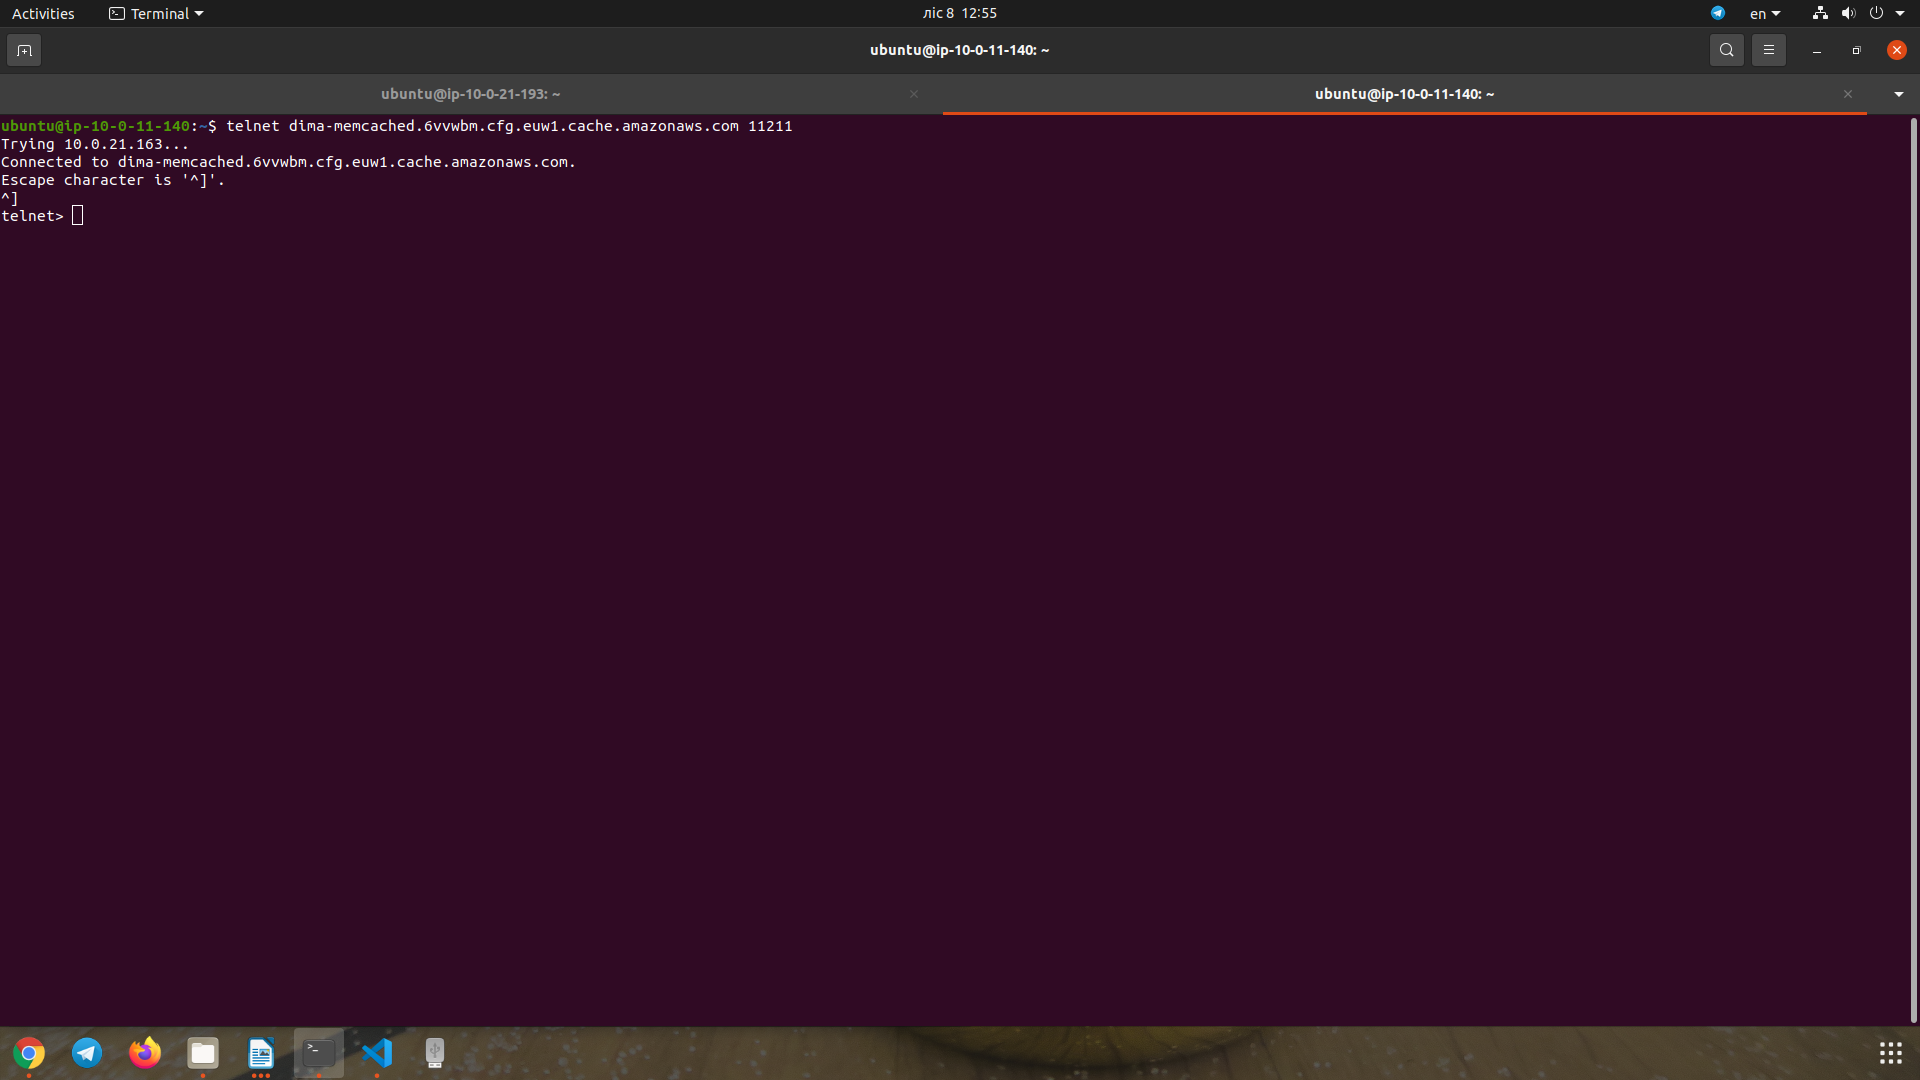 Activities
Terminal
ліс 8 12:55
en
ubuntu@ip-10-0-11-140: ~
ubuntu@ip-10-0-21-193: ~
ubuntu@ip-10-0-11-140: ~
ubuntu@ip-10-0-11-140:~$ telnet dima-memcached.6vvwbm.cfg.euw1.cache.amazonaws.com 11211
Trying 10.0.21.163...
Connected to dima-memcached.6vvwbm.cfg.euw1.cache.amazonaws.com.
Escape character is '^]'.
^]
telnet>